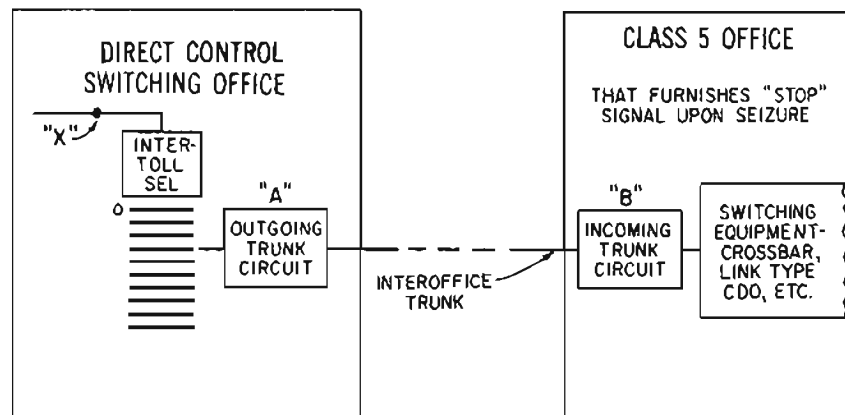 DIRECT CONTROL
SWITCHING OFFICE
"X"
INTER-
TOLL
SEL
O
"A"
OUTGOING
TRUNK
CIRCUIT
INTEROFFICE
TRUNK
CLASS 5 OFFICE
THAT FURNISHES "STOP"
SIGNAL UPON SEIZURE
"B"
INCOMING
TRUNK
CIRCUIT
SWITCHING
EQUIPMENT-
CROSSBAR,
LINK TYPE
CDO, ETC.